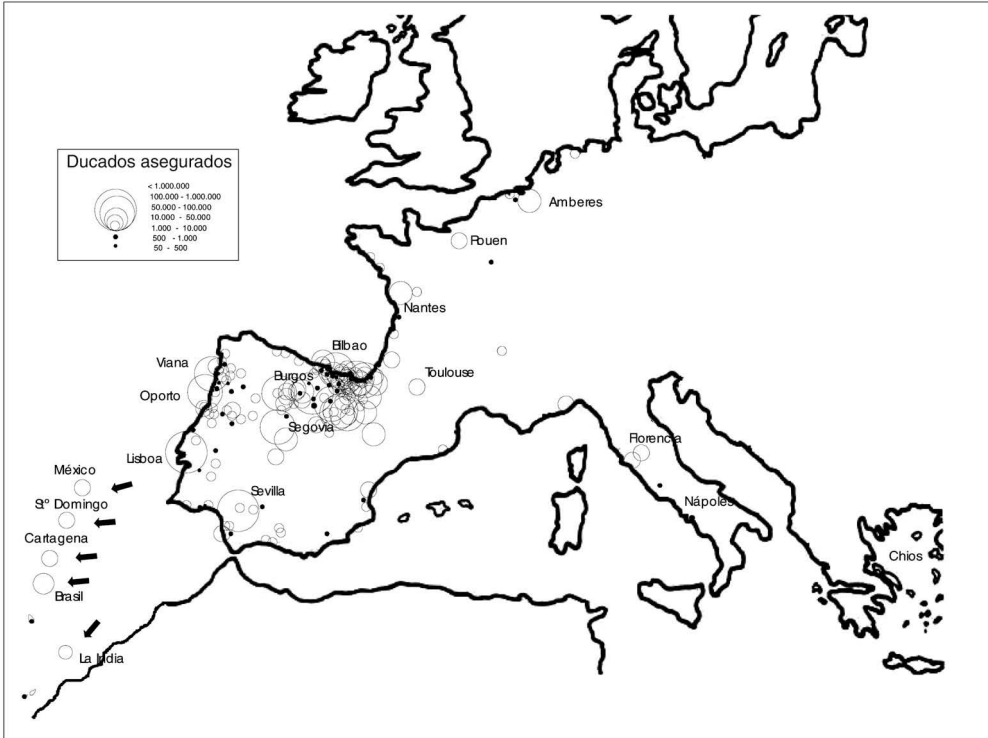 Ducados asegurados
< 1.000.000
100.000 - 1.000.000
50.000 - 100.000
10.000 - 50.000
1.000 - 10.000
500 - 1.000
50 - 500
Amberes
Rouen
Nantes
Bilbao
Viana
Burgos
Toulouse
Oporto
Segovia
Florencia
Lisboa
México
Sevilla
Stº Domingo
Nápoles
Cartagena
Chios
Brasil
La India